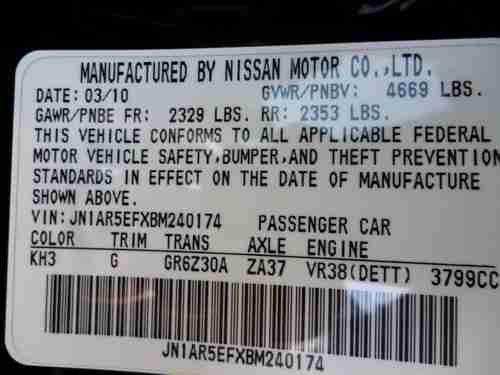 MANUFACTURED BY NISSAN MOTOR CO.,LTD.
DATE: 03/10 GVWR/PNBV: 4669 LBS.
GAWR/PNBE FR: 2329 LBS. RR: 2353 LBS.
THIS VEHICLE CONFORMS TO ALL APPLICABLE FEDERAL
MOTOR VEHICLE SAFETY,BUMPER,AND THEFT PREVENTION
STANDARDS IN EFFECT ON THE DATE OF MANUFACTURE
SHOWN ABOVE.
VIN: JN1AR5EFXBM240174 PASSENGER CAR
COLOR TRIM TRANS AXLE ENGINE
KH3 G GR6Z30A ZA37 VR38(DETT) 3799CC
JN1AR5EFXBM240174